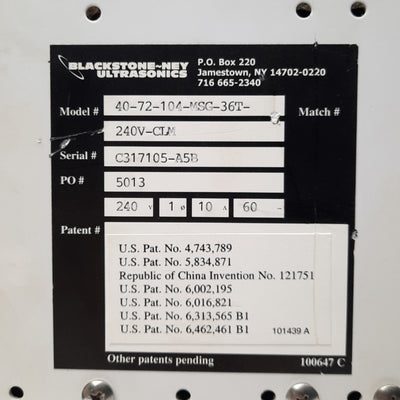 BLACKSTONE~NEY
ULTRASONICS
P.O. Box 220
Jamestown, NY 14702-0220
716 665-2340
Model # 40-72-104-MSG-36T- Match #
240V-CLM
Serial # C317105-A5B
PO # 5013
240 V 1 Ø 10 A 60 ~
Patent #
U.S. Pat. No. 4,743,789
U.S. Pat. No. 5,834,871
Republic of China Invention No. 121751
U.S. Pat. No. 6,002,195
U.S. Pat. No. 6,016,821
U.S. Pat. No. 6,313,565 B1
U.S. Pat. No. 6,462,461 B1 101439 A
Other patents pending 100647 C